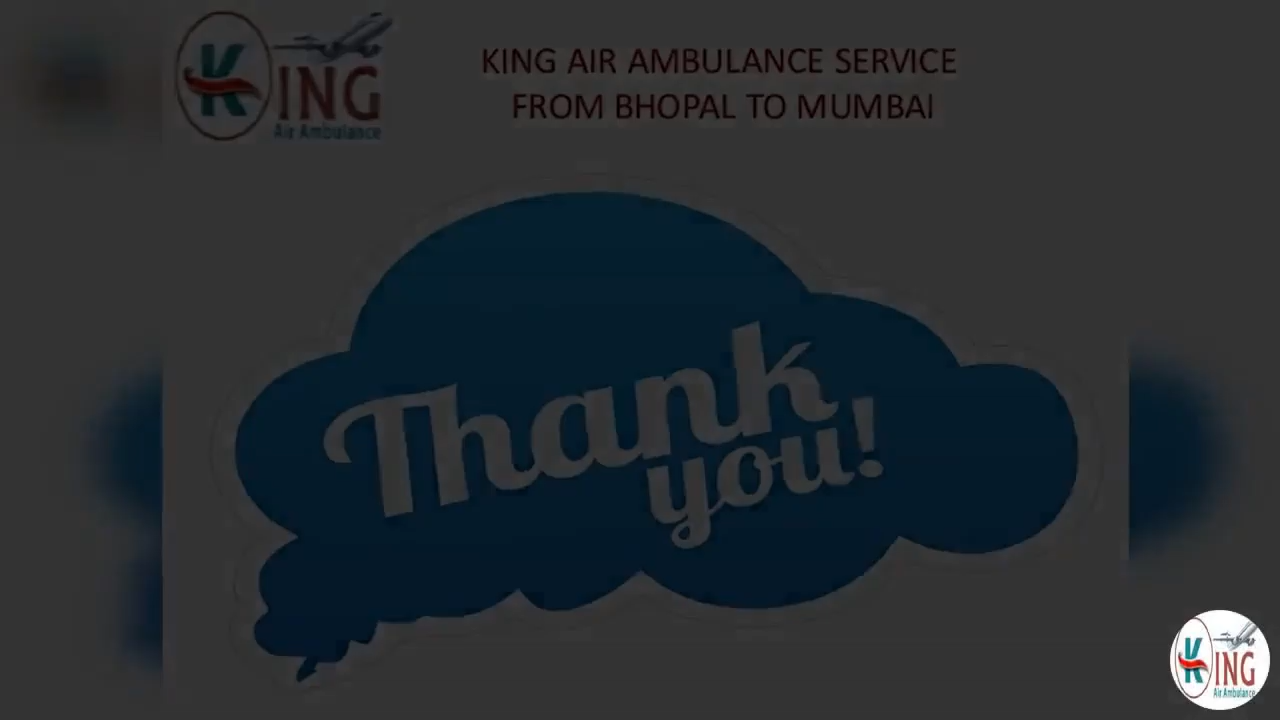 KING
Air Ambulance
KING AIR AMBULANCE SERVICE
FROM BHOPAL TO MUMBAI
Thank
you!
KING
Air Ambulance